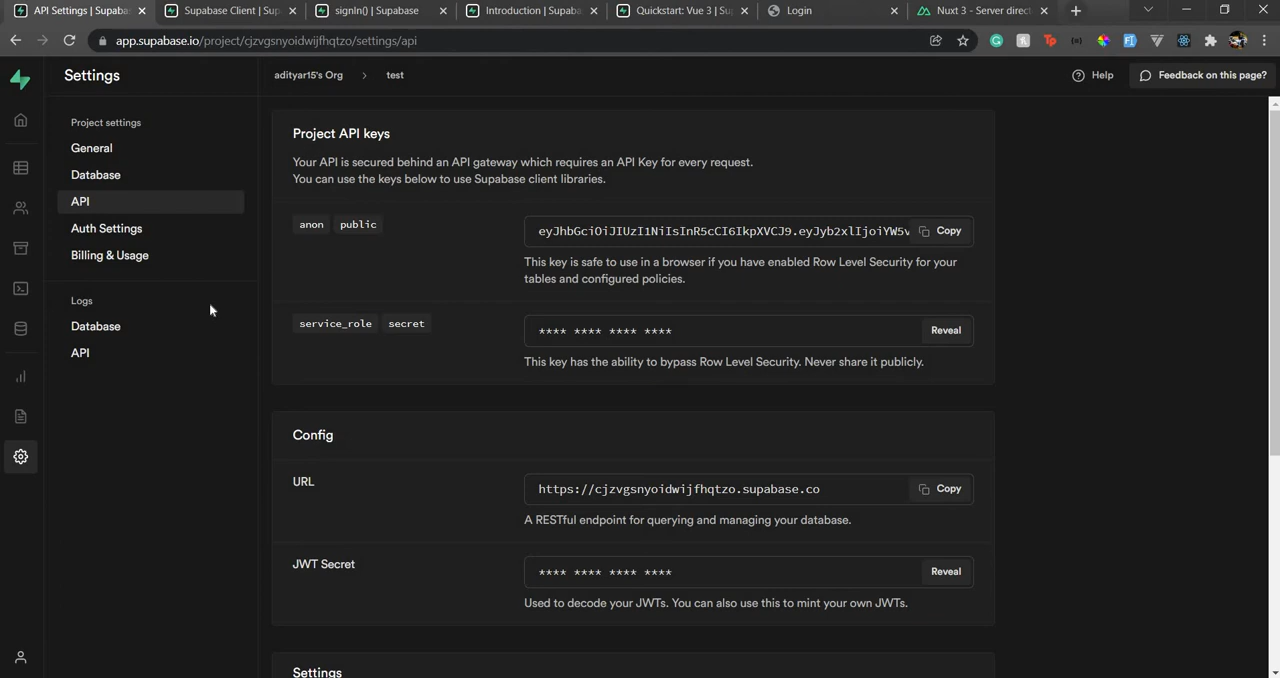 API Settings | Supaba
Supabase Client | Sup
signIn() | Supabase
Introduction | Supaba
Quickstart: Vue 3 | Su
Login
Nuxt 3 - Server direct
app.supabase.io/project/cjzvgsnyoidwijfhqtzo/settings/api
Settings
adityar15's Org
test
Help
Feedback on this page?
Project settings
General
Database
API
Auth Settings
Billing & Usage
Logs
Database
API
Project API keys
Your API is secured behind an API gateway which requires an API Key for every request.
You can use the keys below to use Supabase client libraries.
anon public
eyJhbGciOiJIUzI1NiIsInR5cCI6IkpXVCJ9.eyJyb2xlIjoiYW5v
Copy
This key is safe to use in a browser if you have enabled Row Level Security for your
tables and configured policies.
service_role secret
**** **** **** ****
Reveal
This key has the ability to bypass Row Level Security. Never share it publicly.
Config
URL
https://cjzvgsnyoidwijfhqtzo.supabase.co
Copy
A RESTful endpoint for querying and managing your database.
JWT Secret
**** **** **** ****
Reveal
Used to decode your JWTs. You can also use this to mint your own JWTs.
Settings